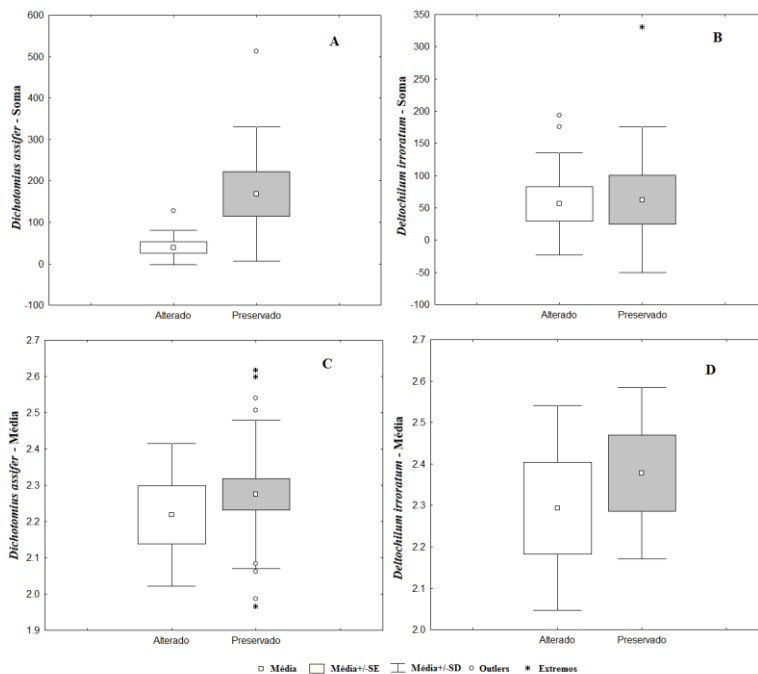 A
Dichotomius assifer - Soma
600
500
400
300
200
100
0
-100
Alterado Preservado
B
Deltochilum irroratum - Soma
350
300
250
200
150
100
50
0
-50
-100
Alterado Preservado
C
Dichotomius assifer - Média
2.7
2.6
2.5
2.4
2.3
2.2
2.1
2.0
1.9
Alterado Preservado
D
Deltochilum irroratum - Média
2.7
2.6
2.5
2.4
2.3
2.2
2.1
2.0
Alterado Preservado
Média Média+/-SE Média+/-SD Outlers Extremos